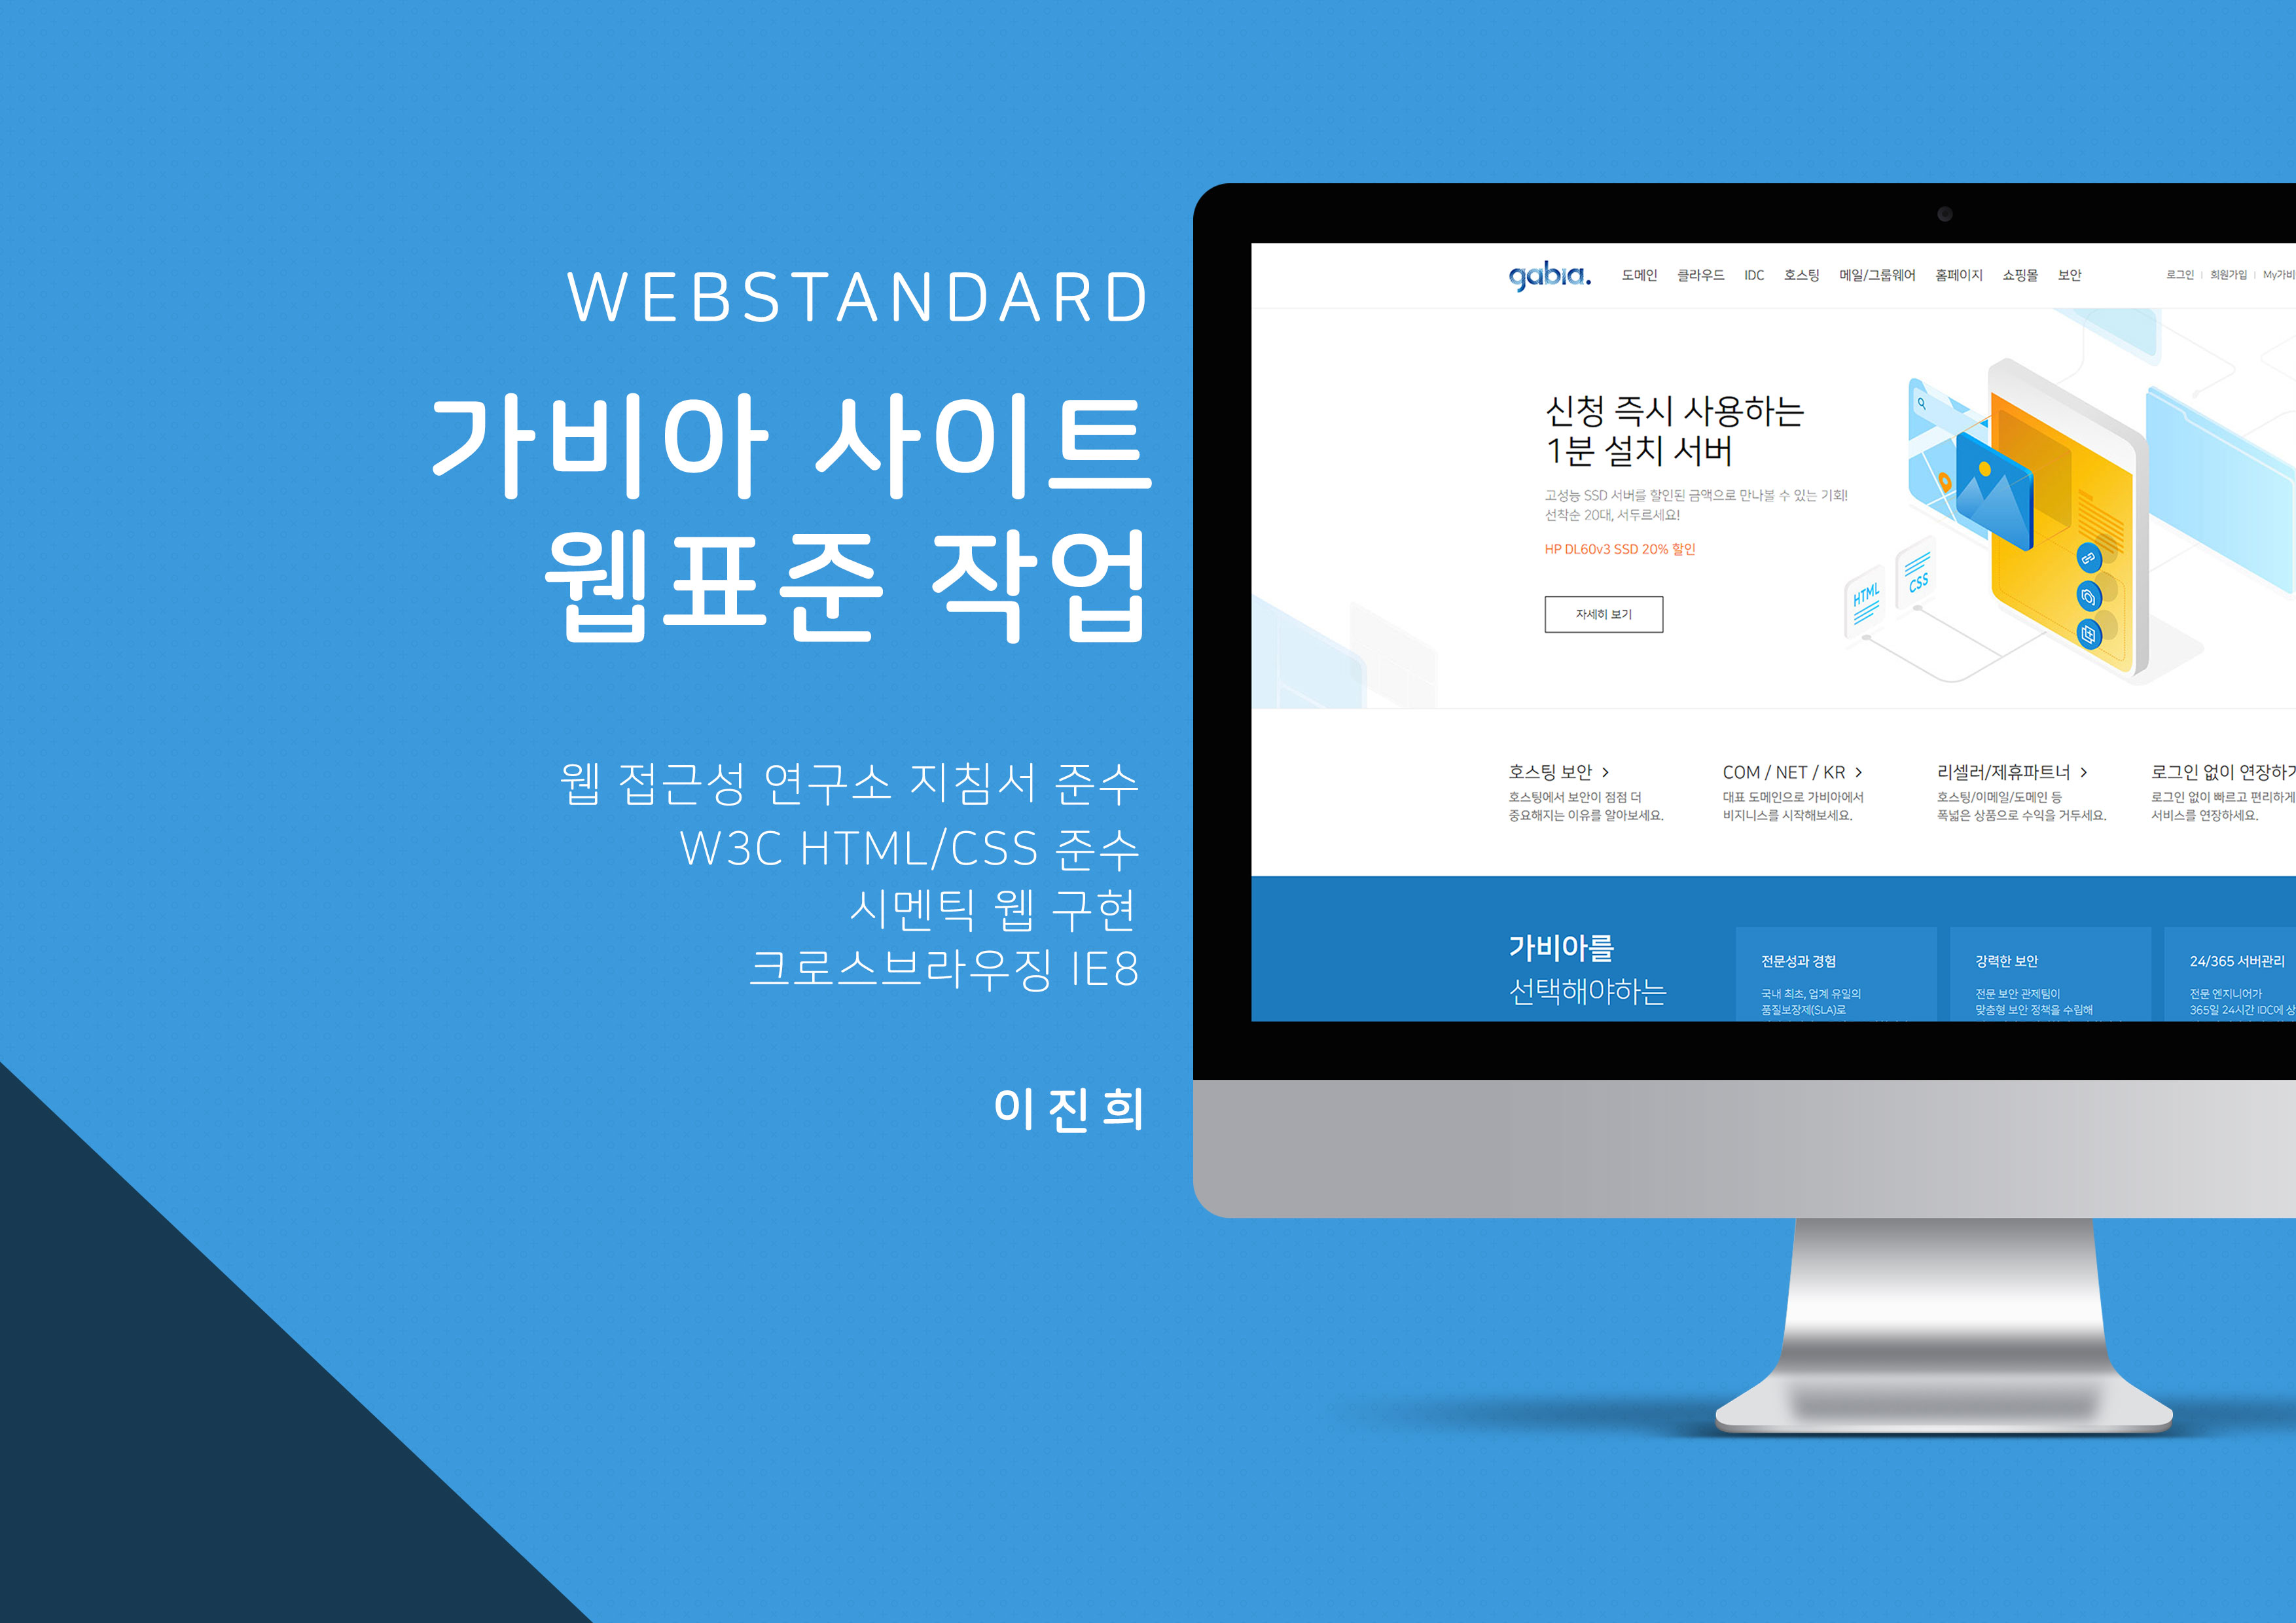 WEBSTANDARD
가비아 사이트
웹표준 작업
웹 접근성 연구소 지침서 준수
W3C HTML/CSS 준수
시멘틱 웹 구현
크로스브라우징 IE8
이진희
gabia. 도메인 클라우드 IDC 호스팅 메일/그룹웨어 홈페이지 쇼핑몰 보안 로그인 회원가입 My가비
신청 즉시 사용하는
1분 설치 서버
고성능 SSD 서버를 할인된 금액으로 만나볼 수 있는 기회!
선착순 20대, 서두르세요!
HP DL60v3 SSD 20% 할인
자세히 보기
HTML
CSS
호스팅 보안 >
호스팅에서 보안이 점점 더
중요해지는 이유를 알아보세요.
COM / NET / KR >
대표 도메인으로 가비아에서
비지니스를 시작해보세요.
리셀러/제휴파트너 >
호스팅/이메일/도메인 등
폭넓은 상품으로 수익을 거두세요.
로그인 없이 연장하
로그인 없이 빠르고 편리하게
서비스를 연장하세요.
가비아를
선택해야하는
전문성과 경험
국내 최초, 업계 유일의
품질보장제(SLA)로
강력한 보안
전문 보안 관제팀이
맞춤형 보안 정책을 수립해
24/365 서버관리
전문 엔지니어가
365일 24시간 IDC에 상